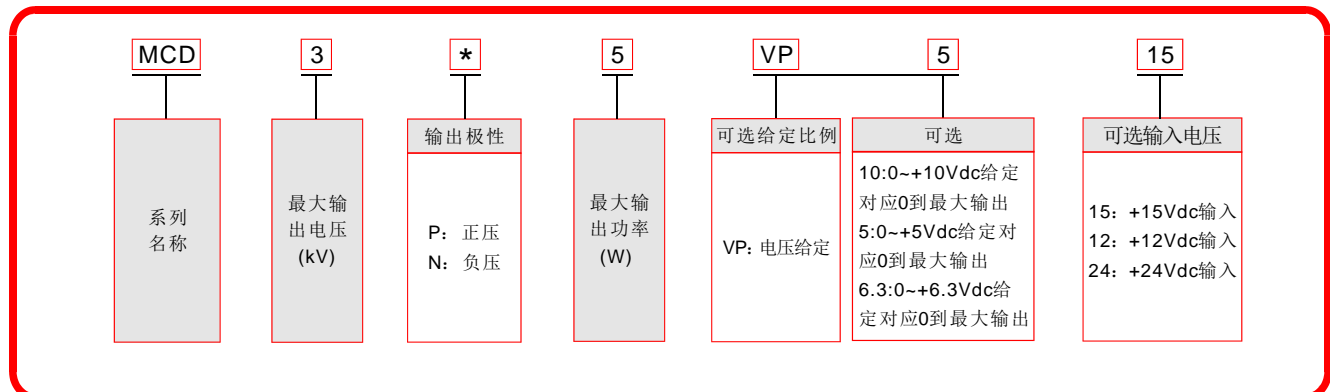 MCD 3 * 5 VP 5 15
系列
名称
最大输
出电压
(kV)
输出极性
P：正压
N：负压
最大输
出功率
(W)
可选给定比例
VP：电压给定
可选
10:0~+10Vdc给定
对应0到最大输出
5:0~+5Vdc给定对
应0到最大输出
6.3:0~+6.3Vdc给
定对应0到最大输出
可选输入电压
15：+15Vdc输入
12：+12Vdc输入
24：+24Vdc输入